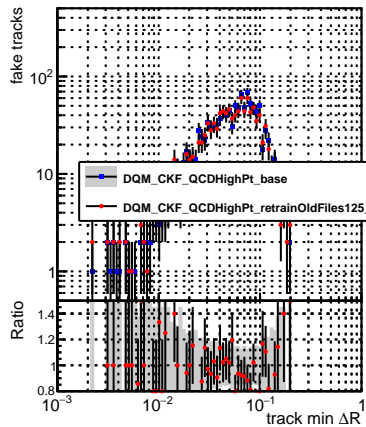 fake tracks
10²
10
1
DQM_CKF_QCDHighPt_base
DQM_CKF_QCDHighPt_retrainOldFiles125_
Ratio
1.4
1.2
1
0.8
10⁻³ 10⁻² 10⁻¹ 1
track min ΔR